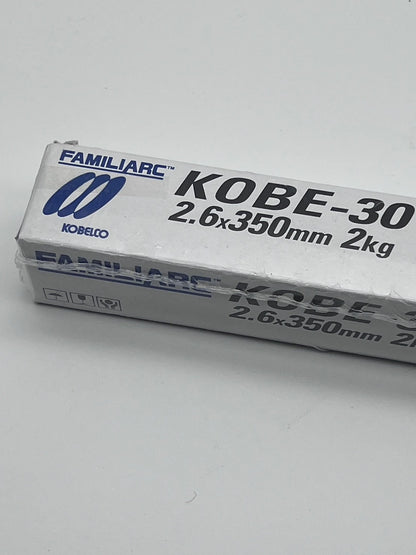 FAMILIARC™
KOBELCO
KOBE-30
2.6x350mm 2kg
FAMILIARC™
KOBE
2.6x350mm